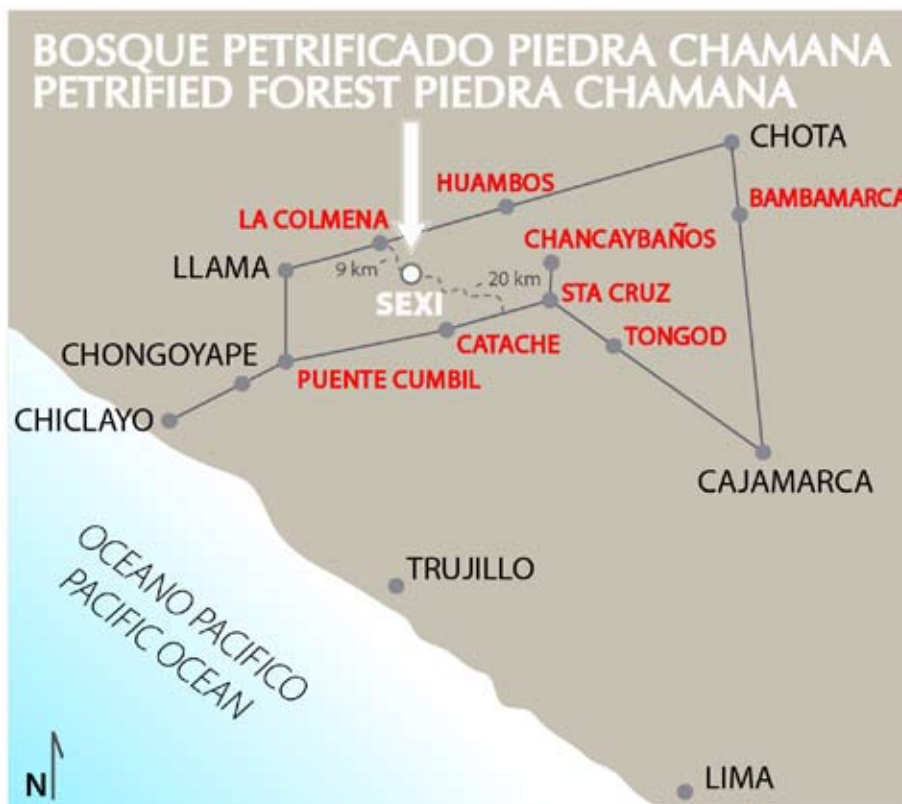 BOSQUE PETRIFICADO PIEDRA CHAMANA
PETRIFIED FOREST PIEDRA CHAMANA
CHOTA
HUAMBOS
BAMBAMARCA
LA COLMENA
CHANCAYBAÑOS
LLAMA
9 km
20 km
SEXI
STA CRUZ
CHONGOYAPE
CATACHE
TONGOD
PUENTE CUMBIL
CHICLAYO
CAJAMARCA
OCEANO PACIFICO
PACIFIC OCEAN
TRUJILLO
LIMA
N